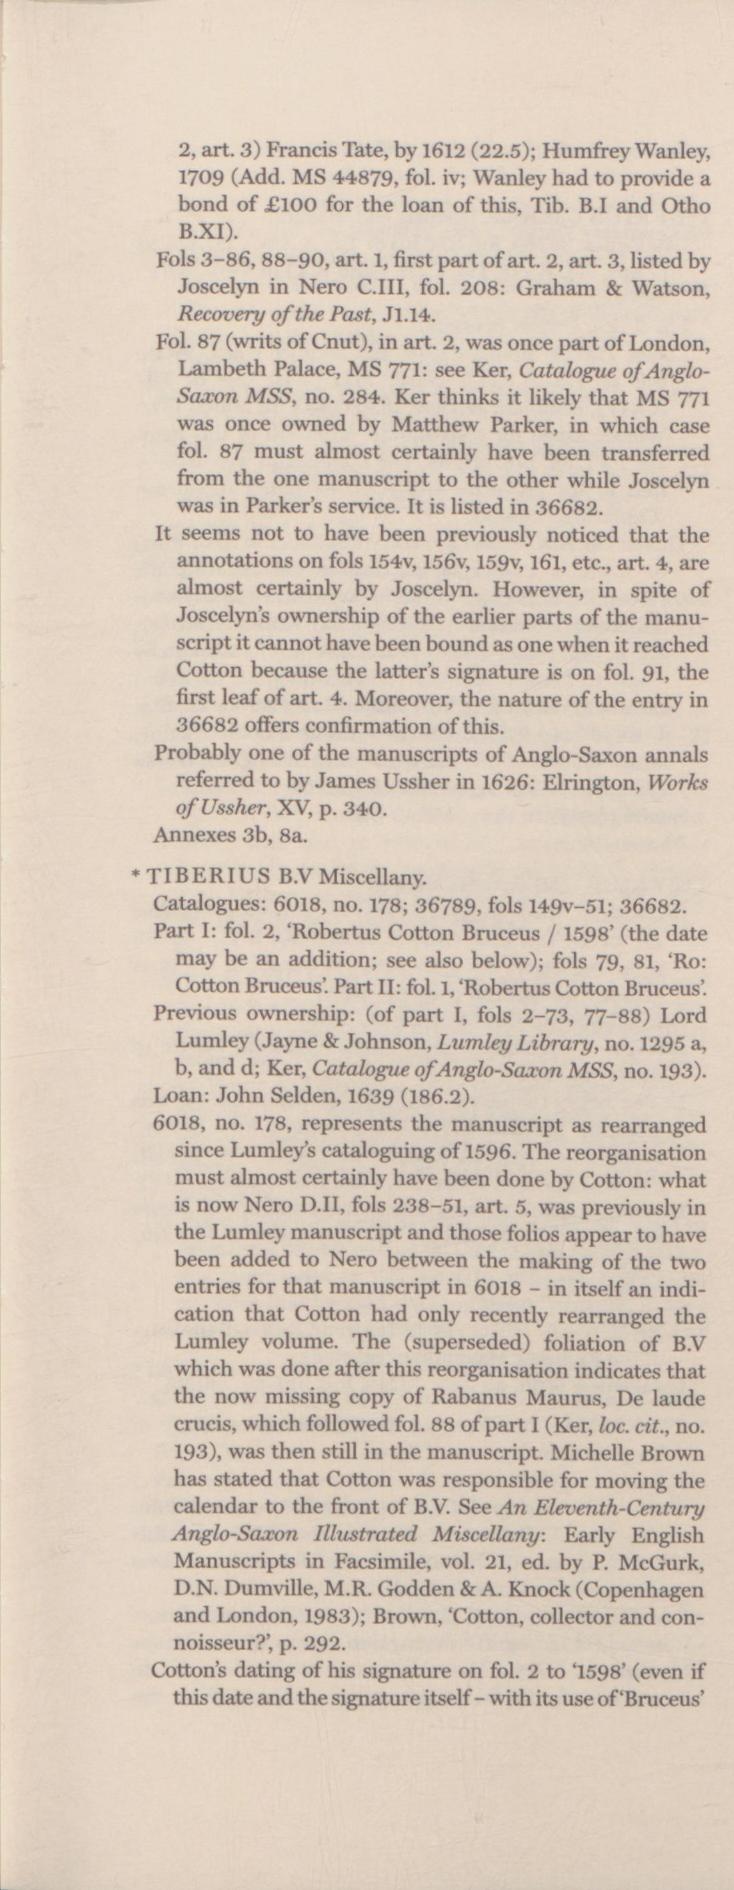 2, art. 3) Francis Tate, by 1612 (22.5); Humfrey Wanley,
1709 (Add. MS 44879, fol. iv; Wanley had to provide a
bond of £100 for the loan of this, Tib. B.I and Otho
B.XI).
Fols 3–86, 88–90, art. 1, first part of art. 2, art. 3, listed by
Joscelyn in Nero C.III, fol. 208: Graham & Watson,
Recovery of the Past, J1.14.
Fol. 87 (writs of Cnut), in art. 2, was once part of London,
Lambeth Palace, MS 771: see Ker, Catalogue of Anglo-
Saxon MSS, no. 284. Ker thinks it likely that MS 771
was once owned by Matthew Parker, in which case
fol. 87 must almost certainly have been transferred
from the one manuscript to the other while Joscelyn
was in Parker's service. It is listed in 36682.
It seems not to have been previously noticed that the
annotations on fols 154v, 156v, 159v, 161, etc., art. 4, are
almost certainly by Joscelyn. However, in spite of
Joscelyn's ownership of the earlier parts of the manu-
script it cannot have been bound as one when it reached
Cotton because the latter's signature is on fol. 91, the
first leaf of art. 4. Moreover, the nature of the entry in
36682 offers confirmation of this.
Probably one of the manuscripts of Anglo-Saxon annals
referred to by James Ussher in 1626: Elrington, Works
of Ussher, XV, p. 340.
Annexes 3b, 8a.
* TIBERIUS B.V Miscellany.
Catalogues: 6018, no. 178; 36789, fols 149v–51; 36682.
Part I: fol. 2, 'Robertus Cotton Bruceus / 1598' (the date
may be an addition; see also below); fols 79, 81, 'Ro:
Cotton Bruceus'. Part II: fol. 1, 'Robertus Cotton Bruceus'.
Previous ownership: (of part I, fols 2–73, 77–88) Lord
Lumley (Jayne & Johnson, Lumley Library, no. 1295 a,
b, and d; Ker, Catalogue of Anglo-Saxon MSS, no. 193).
Loan: John Selden, 1639 (186.2).
6018, no. 178, represents the manuscript as rearranged
since Lumley's cataloguing of 1596. The reorganisation
must almost certainly have been done by Cotton: what
is now Nero D.II, fols 238–51, art. 5, was previously in
the Lumley manuscript and those folios appear to have
been added to Nero between the making of the two
entries for that manuscript in 6018 – in itself an indi-
cation that Cotton had only recently rearranged the
Lumley volume. The (superseded) foliation of B.V
which was done after this reorganisation indicates that
the now missing copy of Rabanus Maurus, De laude
crucis, which followed fol. 88 of part I (Ker, loc. cit., no.
193), was then still in the manuscript. Michelle Brown
has stated that Cotton was responsible for moving the
calendar to the front of B.V. See An Eleventh-Century
Anglo-Saxon Illustrated Miscellany: Early English
Manuscripts in Facsimile, vol. 21, ed. by P. McGurk,
D.N. Dumville, M.R. Godden & A. Knock (Copenhagen
and London, 1983); Brown, 'Cotton, collector and con-
noisseur?', p. 292.
Cotton's dating of his signature on fol. 2 to '1598' (even if
this date and the signature itself – with its use of 'Bruceus'